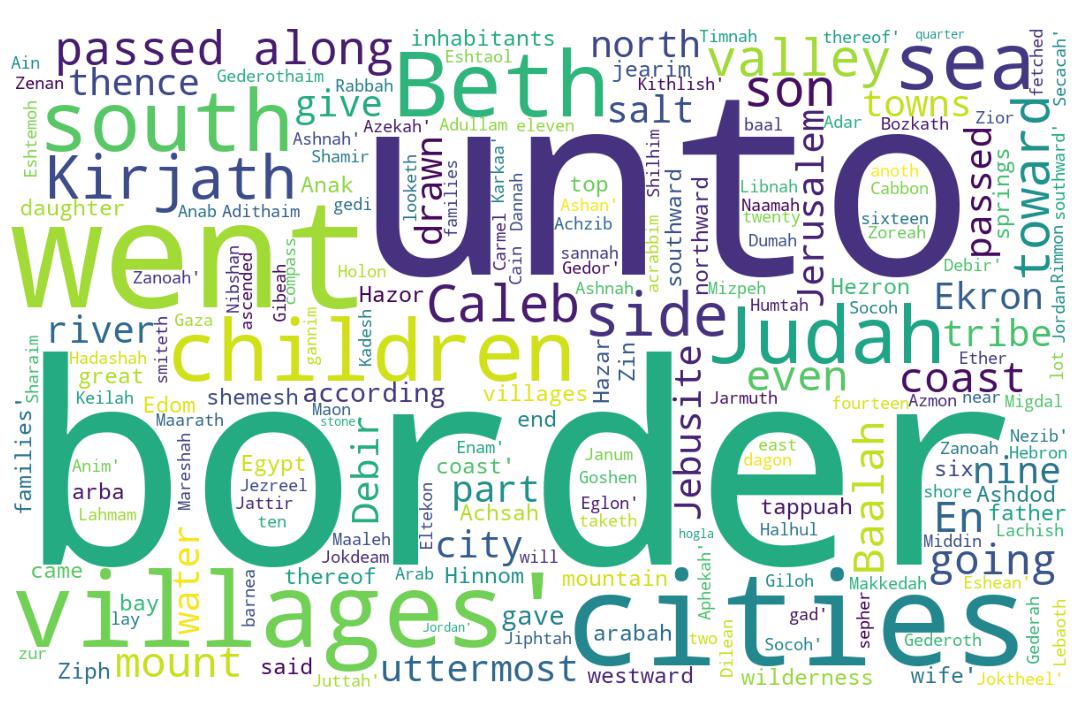 quarter
passed along
inhabitants
north
Timnah
thereof'
sea
fetched
Secacah'
Ain
Zenan
thence
Gederothaim
Rabbah
Eshtaol
Beth
jearim
Kithlish'
valley
son
Eshtemoh
south
give
Ashnah'
Azekah'
Adullam
eleven
salt
baal
Adar
towns
Bozkath
Zior
toward
Shamir
unto
drawn
looketh
families
Karkaa'
Dannah
Shilhim
Jerusalem
passed
springs
southward'
Kirjath
Anak
top
Ashan'
Libnah
Naamah
twenty
anoth
Cabbon
daughter
Anab
Adithaim
gedi
Achzib
southward
northward
sixteen
Zoreah
Dumah
went
Zanoah'
Nibshan
ascended
Gibeah
compass
Holon
Carmel
Cain
sannah
Gedor'
acrabbim
Debir'
Rimmon
Jordan
Hazor
Caleb
Ashnah
Mizpeh
Hezron
Humtah
Socoh
Ekron
river
Gaza
children
gannim
Kadesh
side
Zin
Hazar
Judah
tribe
Sharaim
Hadashah
great
smiteth
Ether
lot
Keilah
shemesh
according
villages
even
coast
Edom
Maarath
Maon
stone
end
Jebusite
Jarmuth
fourteen
Azmon
near
Migdal
families'
border
Mareshah
Debir
Enam'
Janum
east
dagon
Baalah
Zanoah
Nezib'
Hebron
Anim'
Egypt
coast'
Goshen
six
nine
arba
Jezreel
Jattir
part
Eglon'
tappuah
shore
Ashdod
Lahmam
ten
Eltekon
Achsah
taketh
Halhul
En
father
Lachish
water
Maaleh
Jokdeam
city
will
hogla
Middin
going
came
thereof
Arab
Hinnom
mountain
Aphekah'
Giloh
Makkedah
Eshean'
villages'
bay
lay
barnea
gave
cities
gad'
sepher
Gederah
Lebaoth
Jordan'
Jiphtah
arabah
two
Dilean
Socoh'
Gederoth
zur
Ziph
mount
said
Juttah'
uttermost
westward
wilderness
wife'
Joktheel'